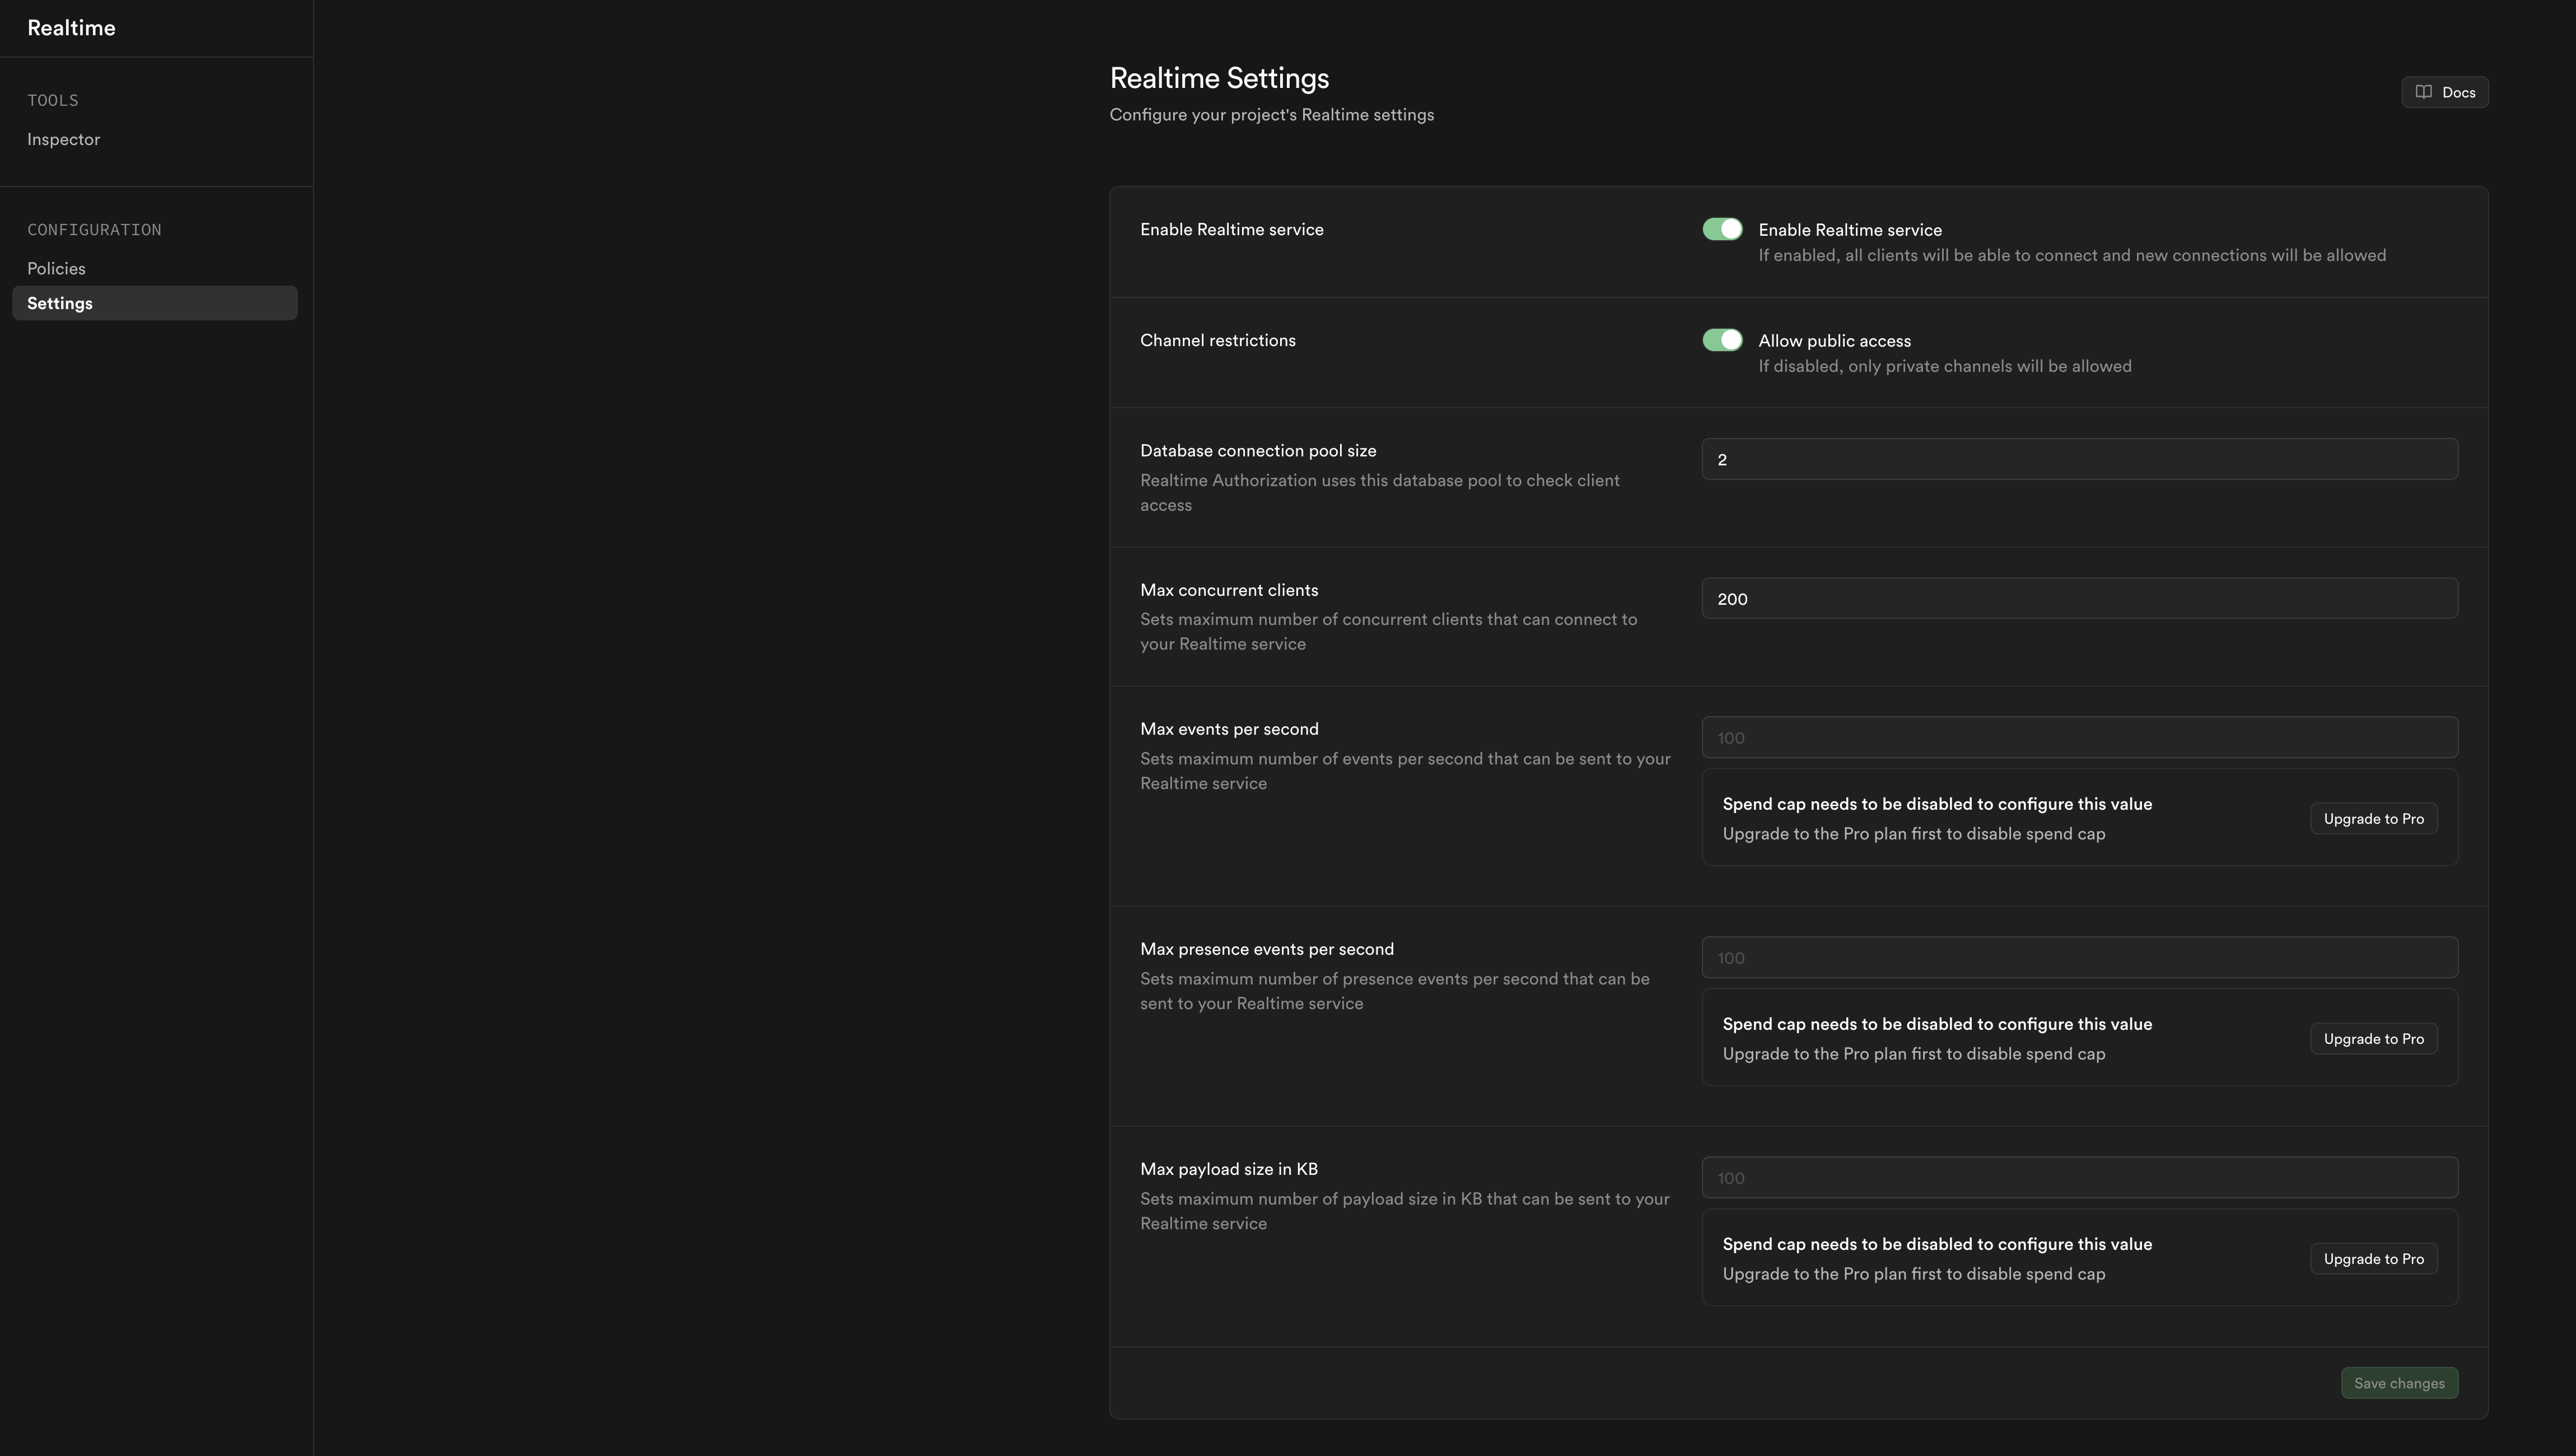 Realtime
TOOLS
Inspector
CONFIGURATION
Policies
Settings
Realtime Settings
Configure your project's Realtime settings
Docs
Enable Realtime service
Enable Realtime service
If enabled, all clients will be able to connect and new connections will be allowed
Channel restrictions
Allow public access
If disabled, only private channels will be allowed
Database connection pool size
Realtime Authorization uses this database pool to check client
access
2
Max concurrent clients
Sets maximum number of concurrent clients that can connect to
your Realtime service
200
Max events per second
Sets maximum number of events per second that can be sent to your
Realtime service
100
Spend cap needs to be disabled to configure this value
Upgrade to the Pro plan first to disable spend cap
Upgrade to Pro
Max presence events per second
Sets maximum number of presence events per second that can be
sent to your Realtime service
100
Spend cap needs to be disabled to configure this value
Upgrade to the Pro plan first to disable spend cap
Upgrade to Pro
Max payload size in KB
Sets maximum number of payload size in KB that can be sent to your
Realtime service
100
Spend cap needs to be disabled to configure this value
Upgrade to the Pro plan first to disable spend cap
Upgrade to Pro
Save changes